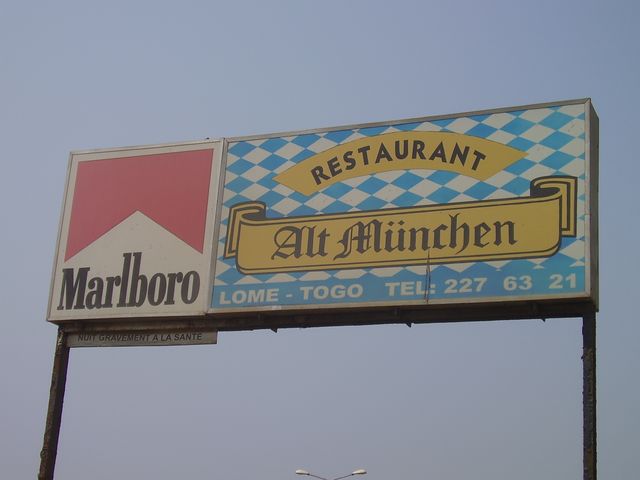 Marlboro
NUIT GRAVEMENT A LA SANTE
RESTAURANT
Alt München
LOME - TOGO TEL: 227 63 21